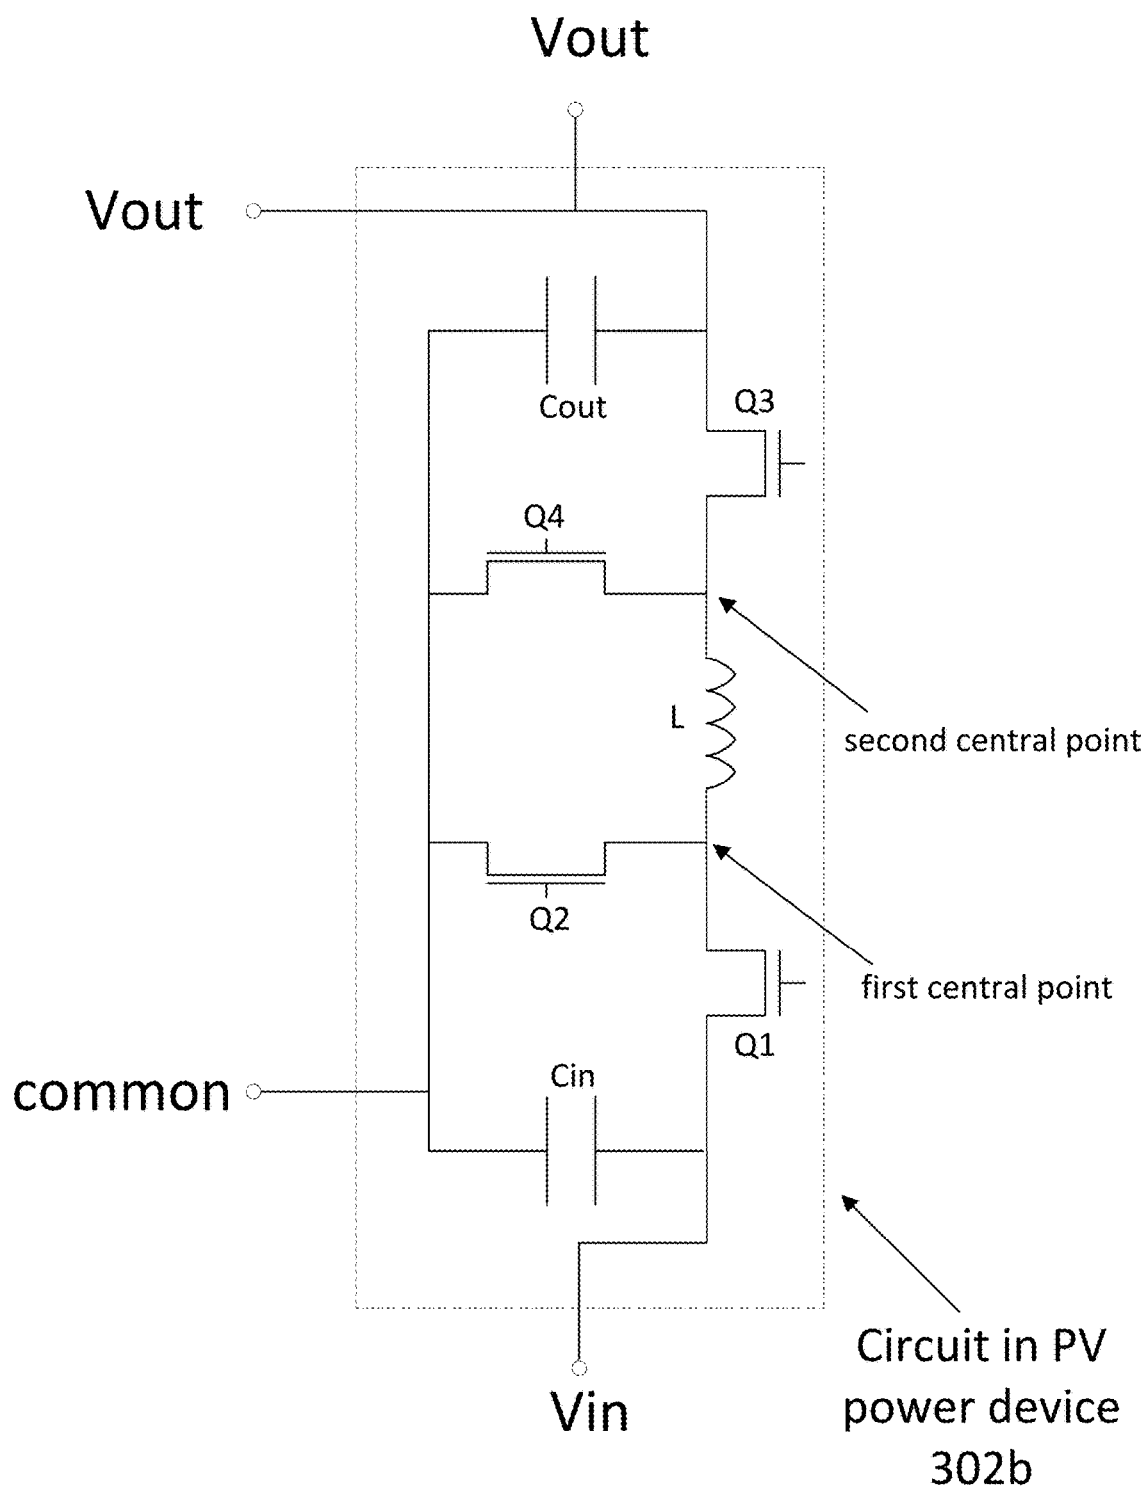 Vout
Vout
Cout
Q3
Q4
second central point
L
Q2
first central point
Q1
Cin
common
Circuit in PV
power device
302b
Vin